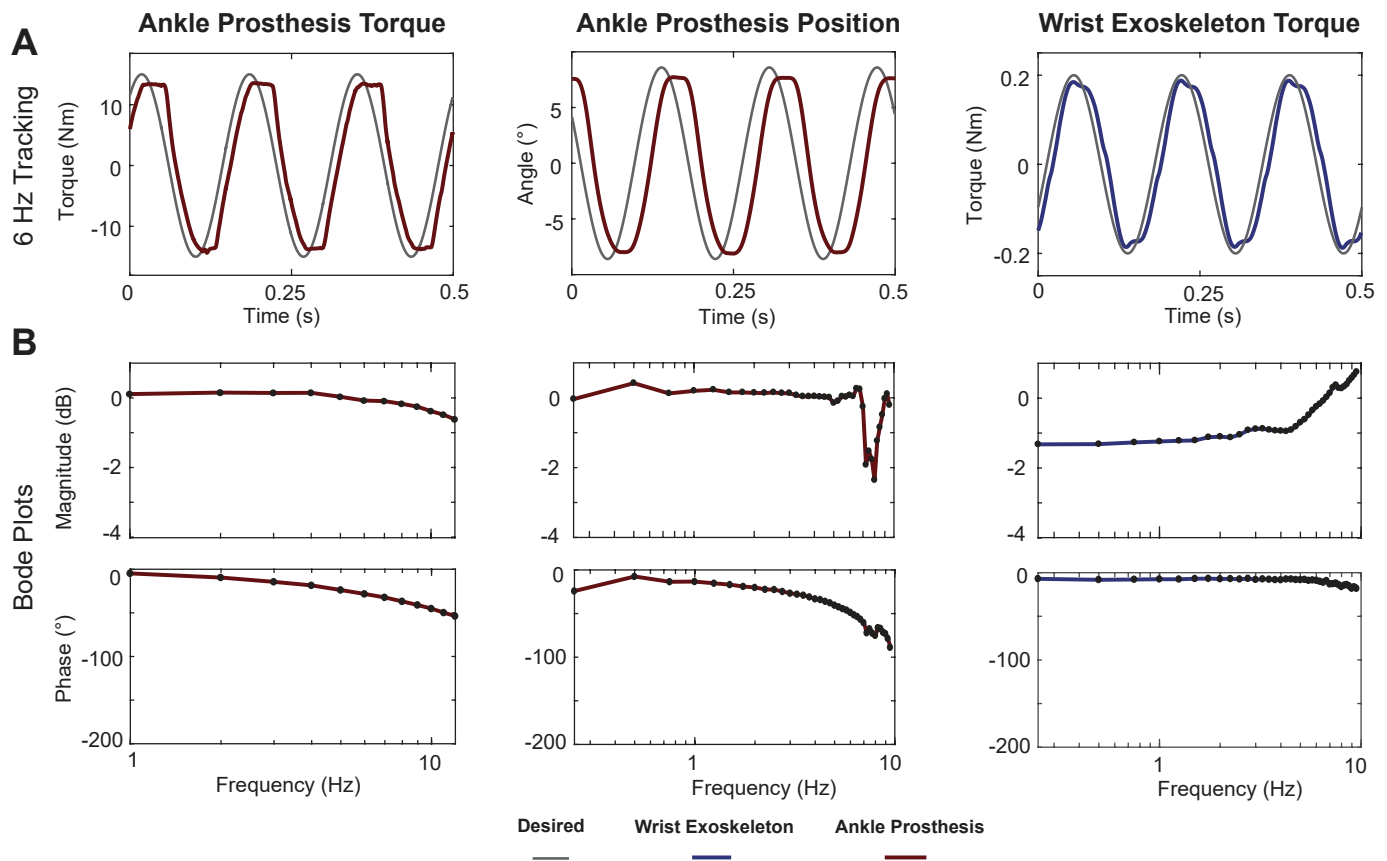 Ankle Prosthesis Torque
Ankle Prosthesis Position
Wrist Exoskeleton Torque
A
6 Hz Tracking
Torque (Nm)
10
0
-10
0
0.25
0.5
Time (s)
Angle (°)
5
0
-5
0
0.25
0.5
Time (s)
Torque (Nm)
0.2
0
-0.2
0
0.25
0.5
Time (s)
B
Bode Plots
Magnitude (dB)
0
-2
-4
0
-2
-4
0
-2
-4
Phase (°)
0
-100
-200
1
10
Frequency (Hz)
0
-100
-200
1
10
Frequency (Hz)
0
-100
-200
1
10
Frequency (Hz)
Desired
Wrist Exoskeleton
Ankle Prosthesis